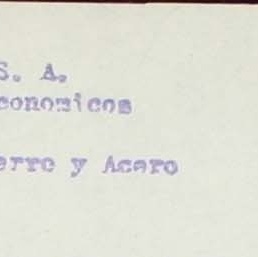 S. A.
conomicos
erro y Acero